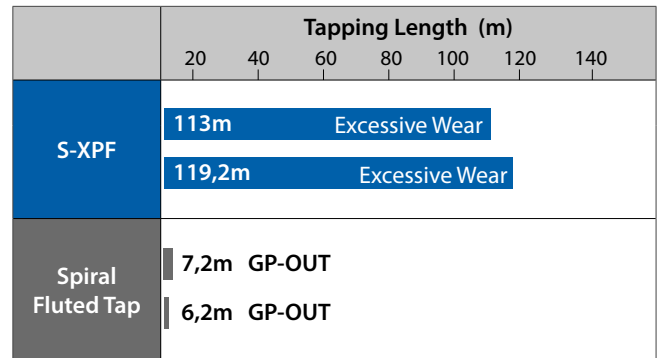 Tapping Length (m)
20 40 60 80 100 120 140
S-XPF
113m Excessive Wear
119,2m Excessive Wear
Spiral
Fluted Tap
7,2m GP-OUT
6,2m GP-OUT